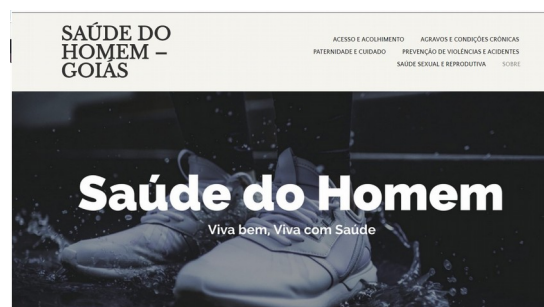 SAÚDE DO
HOMEM –
GOIÁS
ACESSO E ACOLHIMENTO AGRAVOS E CONDIÇÕES CRÔNICAS
PATERNIDADE E CUIDADO PREVENÇÃO DE VIOLÊNCIAS E ACIDENTES
SAÚDE SEXUAL E REPRODUTIVA SOBRE
Saúde do Homem
Viva bem, Viva com Saúde